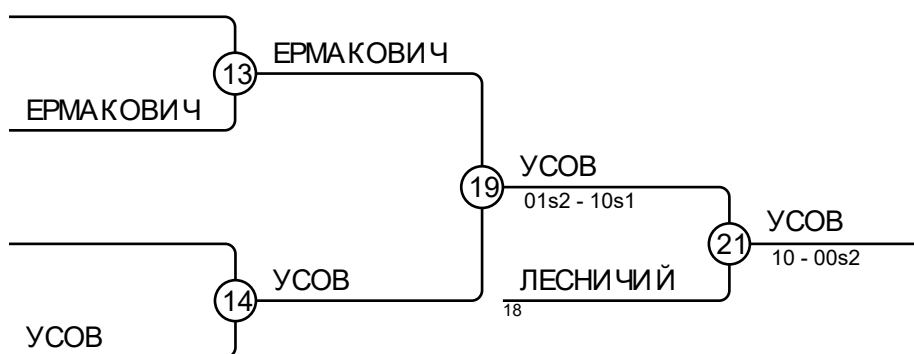 ЕРМАКОВИЧ
13
ЕРМАКОВИЧ
УСОВ
19
01s2 - 10s1
УСОВ
21
10 - 00s2
ЛЕСНИЧИЙ
18
УСОВ
14
УСОВ